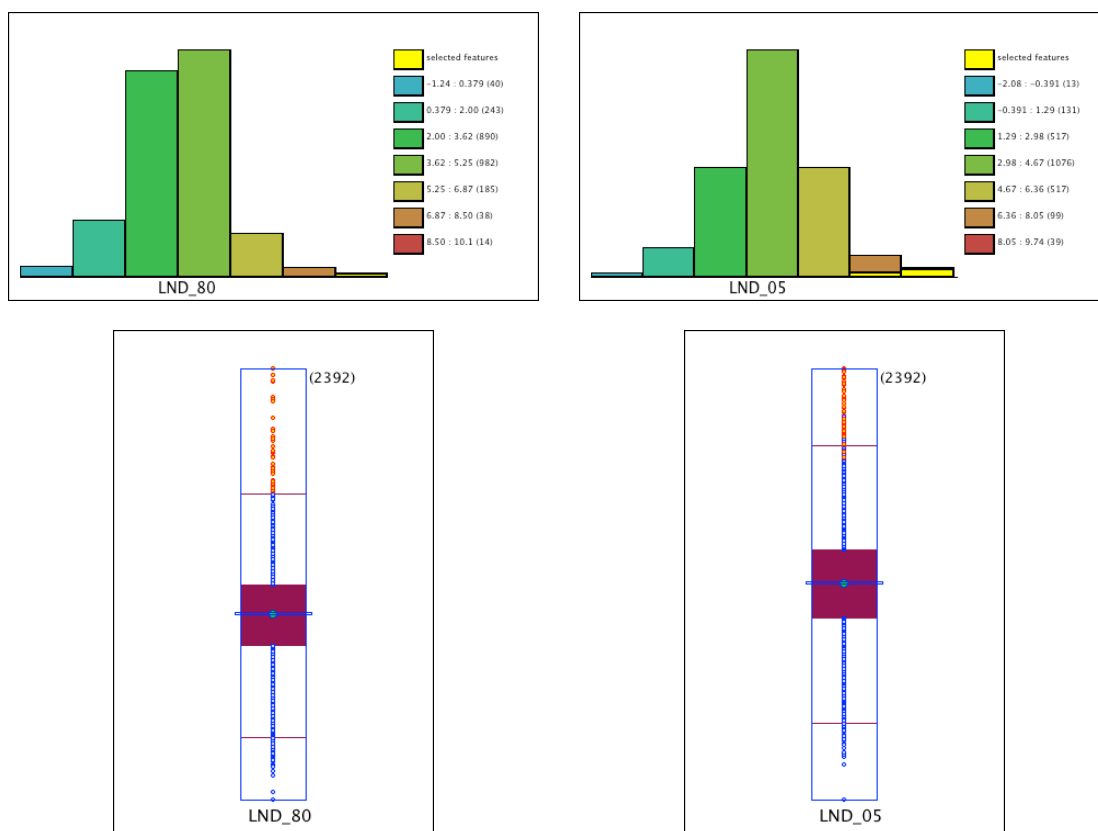 selected features
-1.24 : 0.379 (40)
0.379 : 2.00 (243)
2.00 : 3.62 (890)
3.62 : 5.25 (982)
5.25 : 6.87 (185)
6.87 : 8.50 (38)
8.50 : 10.1 (14)
LND_80
selected features
-2.08 : -0.391 (13)
-0.391 : 1.29 (131)
1.29 : 2.98 (517)
2.98 : 4.67 (1076)
4.67 : 6.36 (517)
6.36 : 8.05 (99)
8.05 : 9.74 (39)
LND_05
(2392)
LND_80
(2392)
LND_05